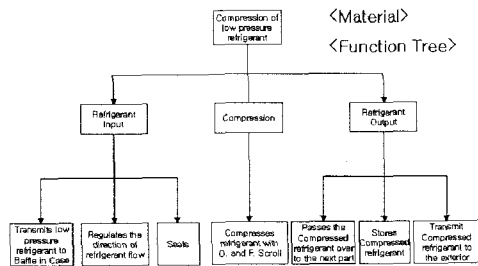 Compression of
low pressure
refrigerant
<Material>
<Function Tree>
Refrigerant
Input
Compression
Refrigerant
Output
Transmits low
pressure
refrigerant to
Baffle in Case
Regulates the
direction of
refrigerant flow
Seals
Compresses
refrigerant with
O. and F. Scroll
Passes the
Compressed
refrigerant over
to the next part
Stores
Compressed
refrigerant
Transmit
Compressed
refrigerant to
the exterior